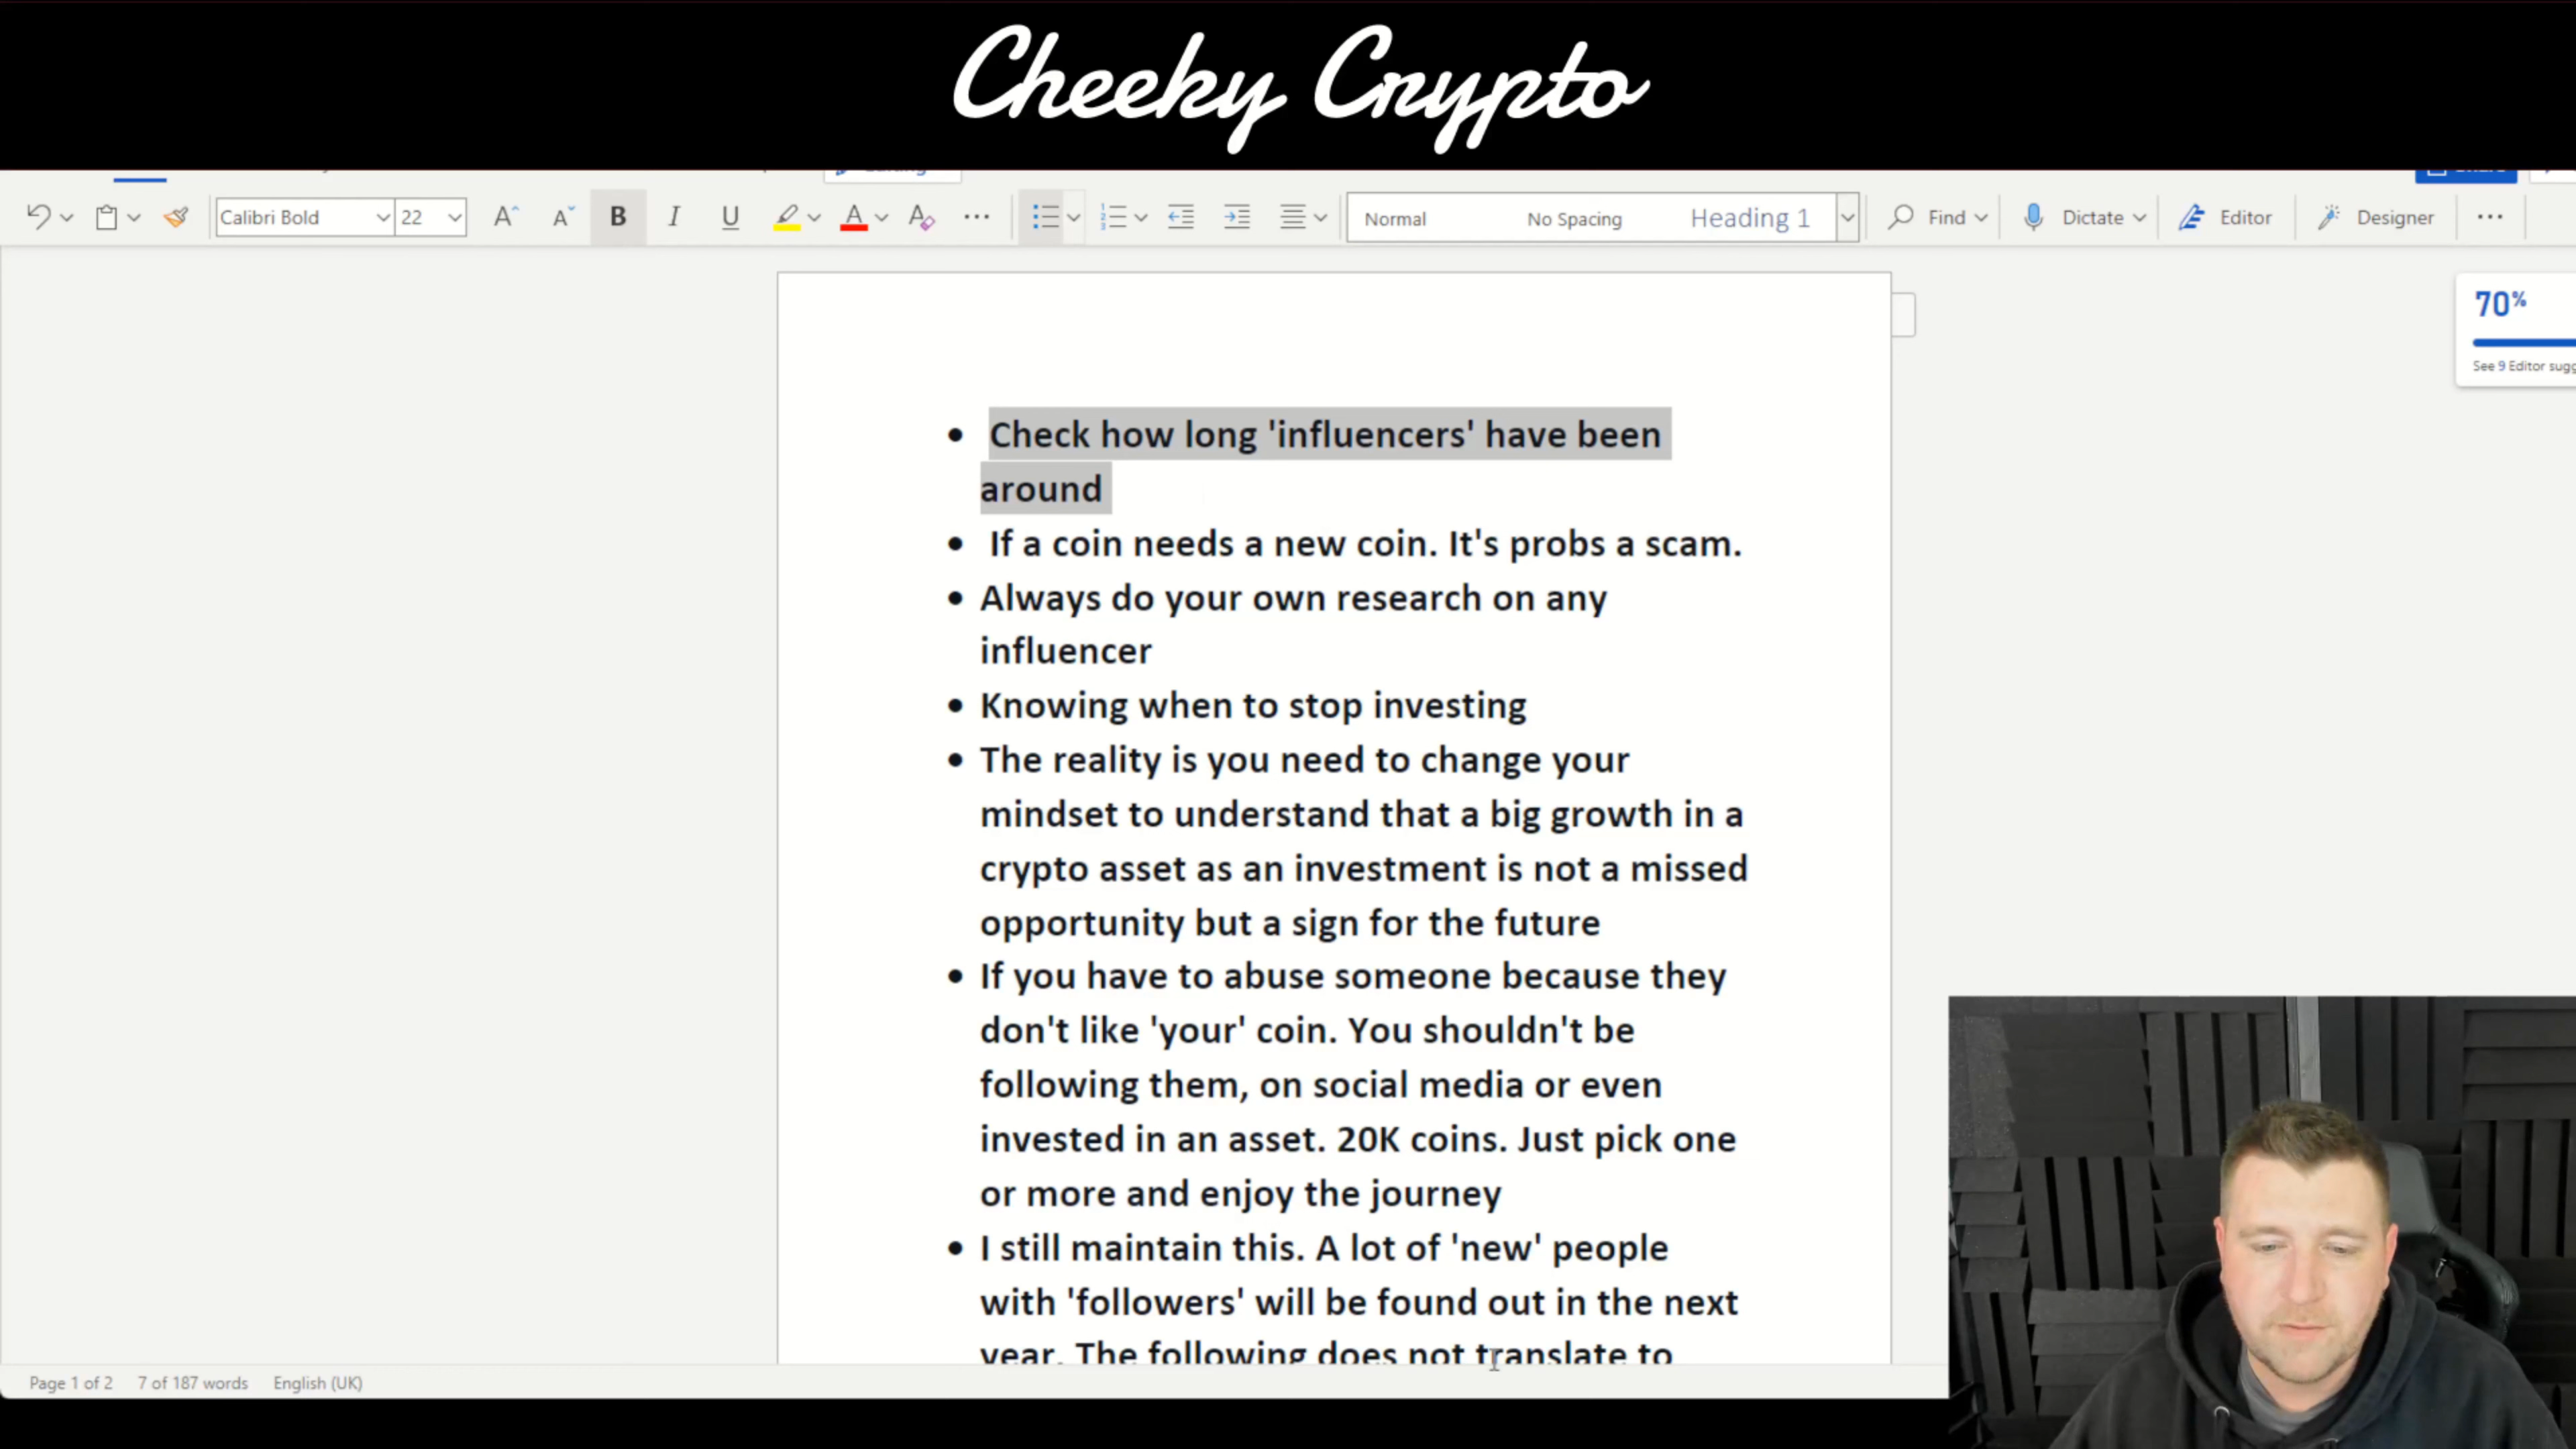 Cheeky Crypto
Calibri Bold 22 Normal No Spacing Heading 1 Find Dictate Editor Designer
70%
See 9 Editor sugg
Check how long 'influencers' have been
around
If a coin needs a new coin. It's probs a scam.
Always do your own research on any
influencer
Knowing when to stop investing
The reality is you need to change your
mindset to understand that a big growth in a
crypto asset as an investment is not a missed
opportunity but a sign for the future
If you have to abuse someone because they
don't like 'your' coin. You shouldn't be
following them, on social media or even
invested in an asset. 20K coins. Just pick one
or more and enjoy the journey
I still maintain this. A lot of 'new' people
with 'followers' will be found out in the next
year. The following does not translate to
Page 1 of 2 7 of 187 words English (UK)